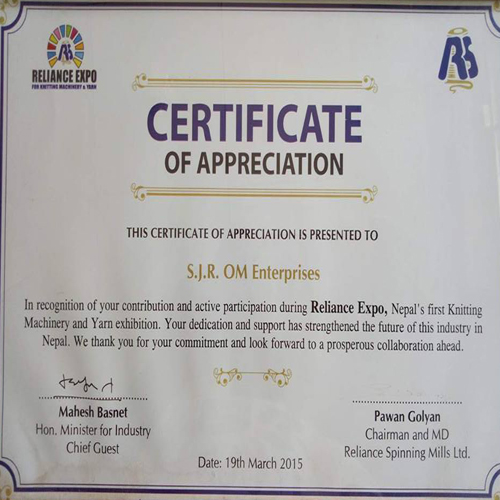 RELIANCE EXPO
FOR KNITTING MACHINERY & YARN
CERTIFICATE
OF APPRECIATION
THIS CERTIFICATE OF APPRECIATION IS PRESENTED TO
S.J.R. OM Enterprises
In recognition of your contribution and active participation during Reliance Expo, Nepal's first Knitting
Machinery and Yarn exhibition. Your dedication and support has strengthened the future of this industry in
Nepal. We thank you for your commitment and look forward to a prosperous collaboration ahead.
Mahesh Basnet
Hon. Minister for Industry
Chief Guest
Pawan Golyan
Chairman and MD
Reliance Spinning Mills Ltd.
Date: 19th March 2015